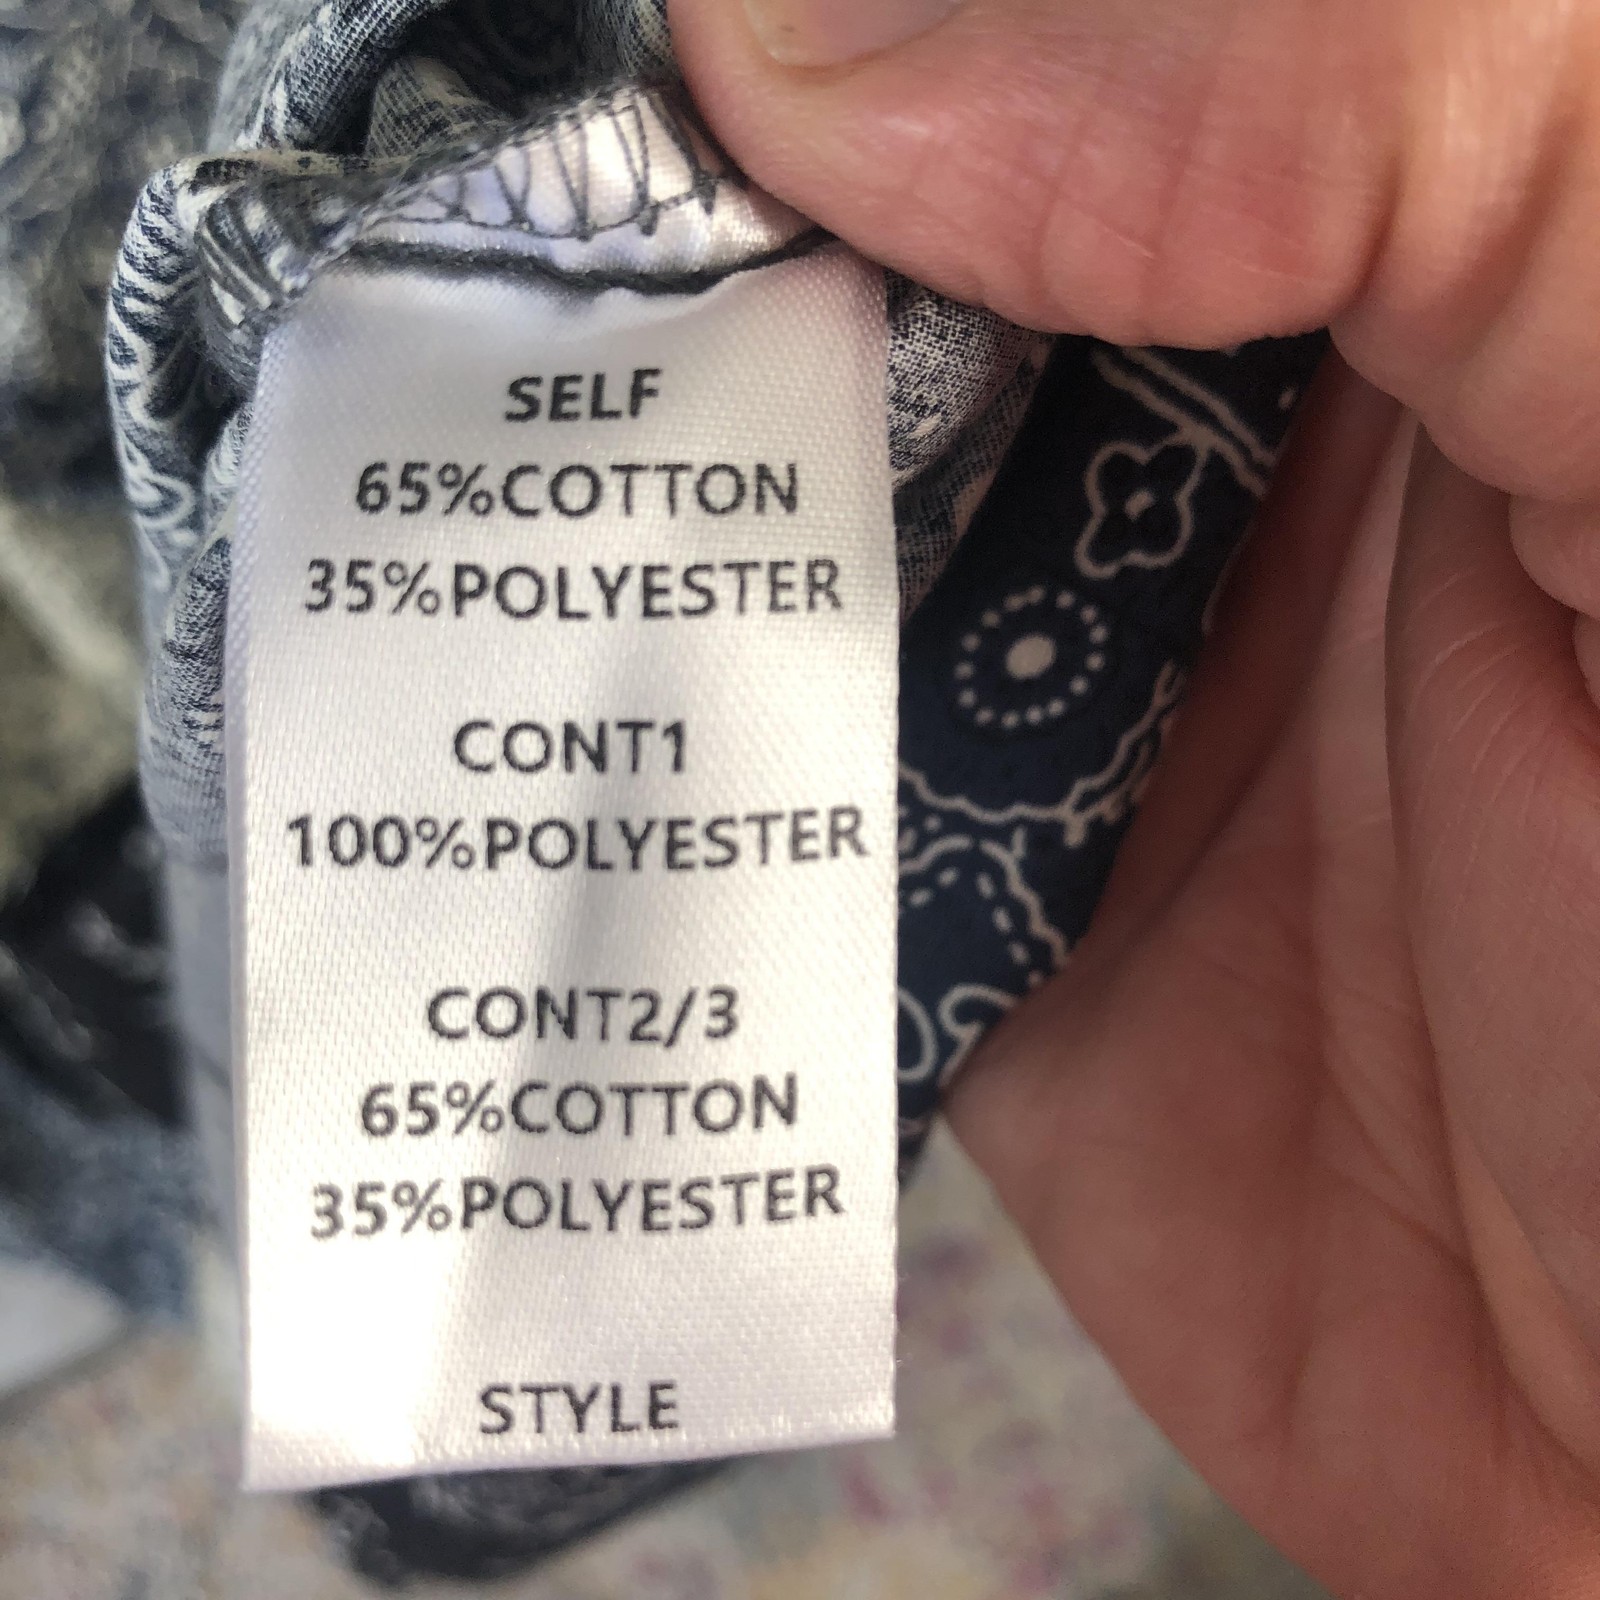 SELF
65%COTTON
35%POLYESTER
CONT1
100%POLYESTER
CONT2/3
65%COTTON
35%POLYESTER
STYLE